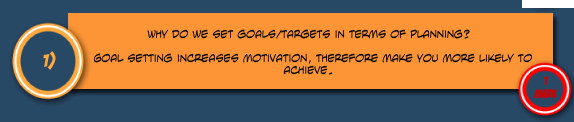 1)
WHY DO WE SET GOALS/TARGETS IN TERMS OF PLANNING?
GOAL SETTING INCREASES MOTIVATION, THEREFORE MAKE YOU MORE LIKELY TO
ACHIEVE.